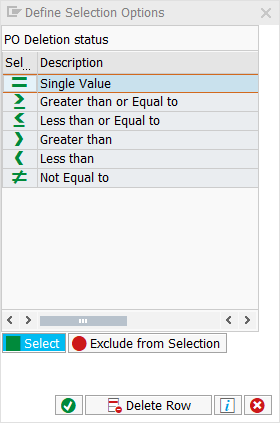 Define Selection Options
PO Deletion status
Sel... Description
Single Value
Greater than or Equal to
Less than or Equal to
Greater than
Less than
Not Equal to
Select Exclude from Selection
Delete Row